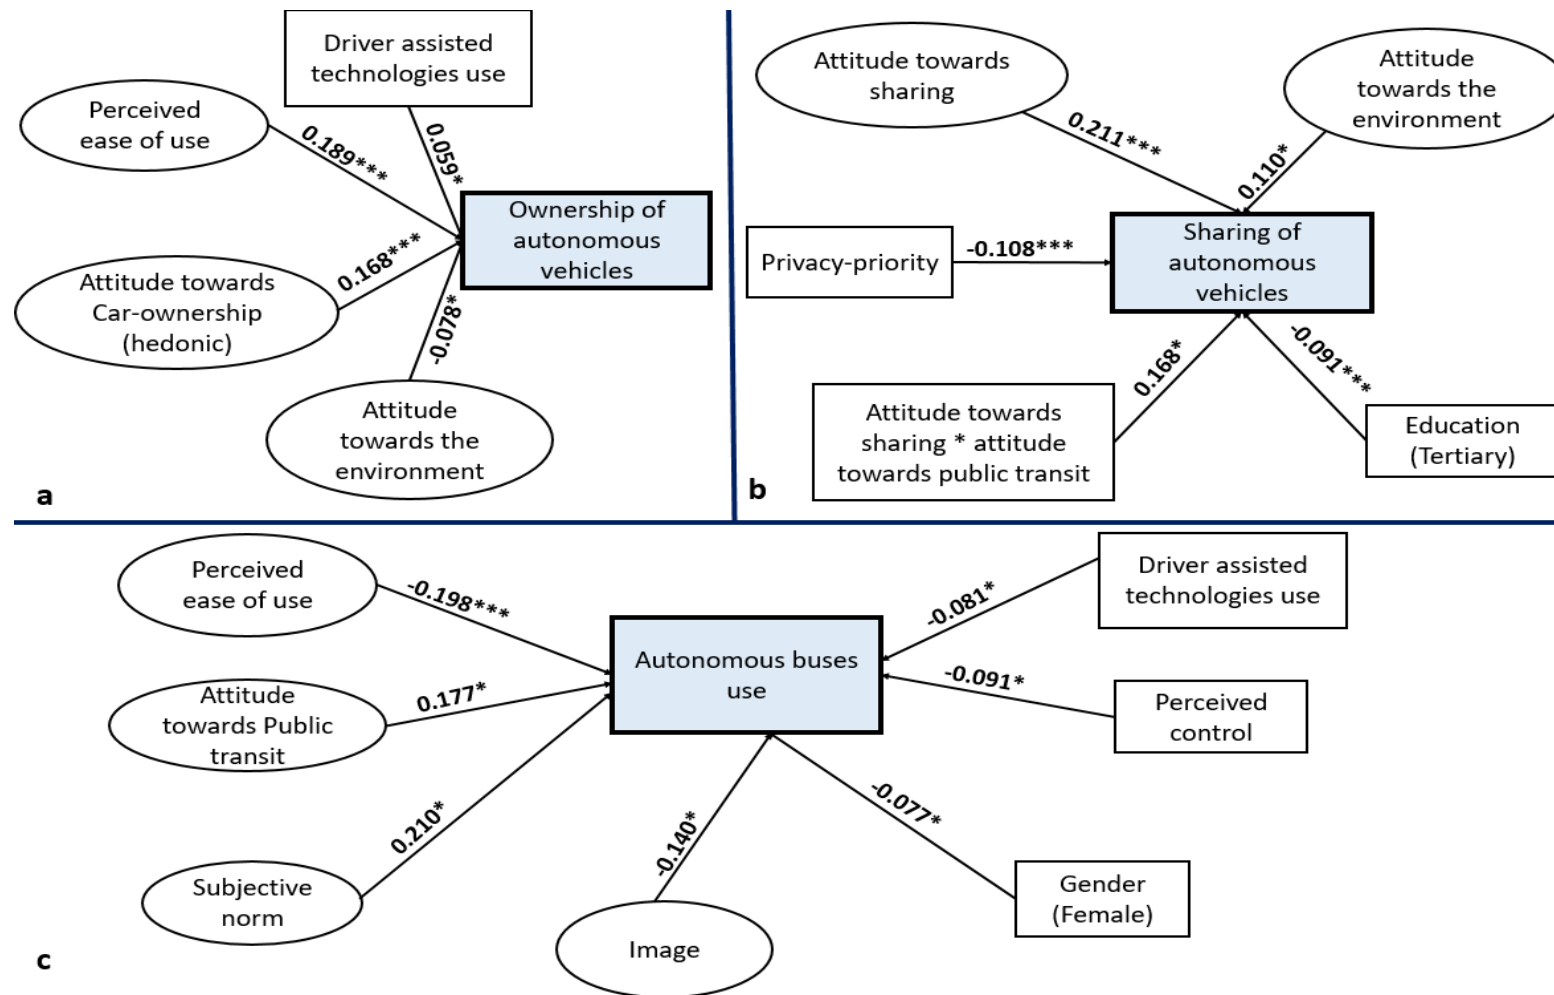 Driver assisted
technologies use
Perceived
ease of use
0.189***
0.059*
Ownership of
autonomous
vehicles
0.168***
Attitude towards
Car-ownership
(hedonic)
-0.078*
Attitude
towards the
environment
a
Attitude towards
sharing
Attitude
towards the
environment
0.211***
0.110*
Privacy-priority
-0.108***
Sharing of
autonomous
vehicles
0.168*
-0.091***
Attitude towards
sharing * attitude
towards public transit
Education
(Tertiary)
b
Perceived
ease of use
-0.198***
Driver assisted
technologies use
-0.081*
Autonomous buses
use
Attitude
towards Public
transit
0.177*
-0.091*
Perceived
control
0.210*
-0.140*
-0.077*
Subjective
norm
Image
Gender
(Female)
c